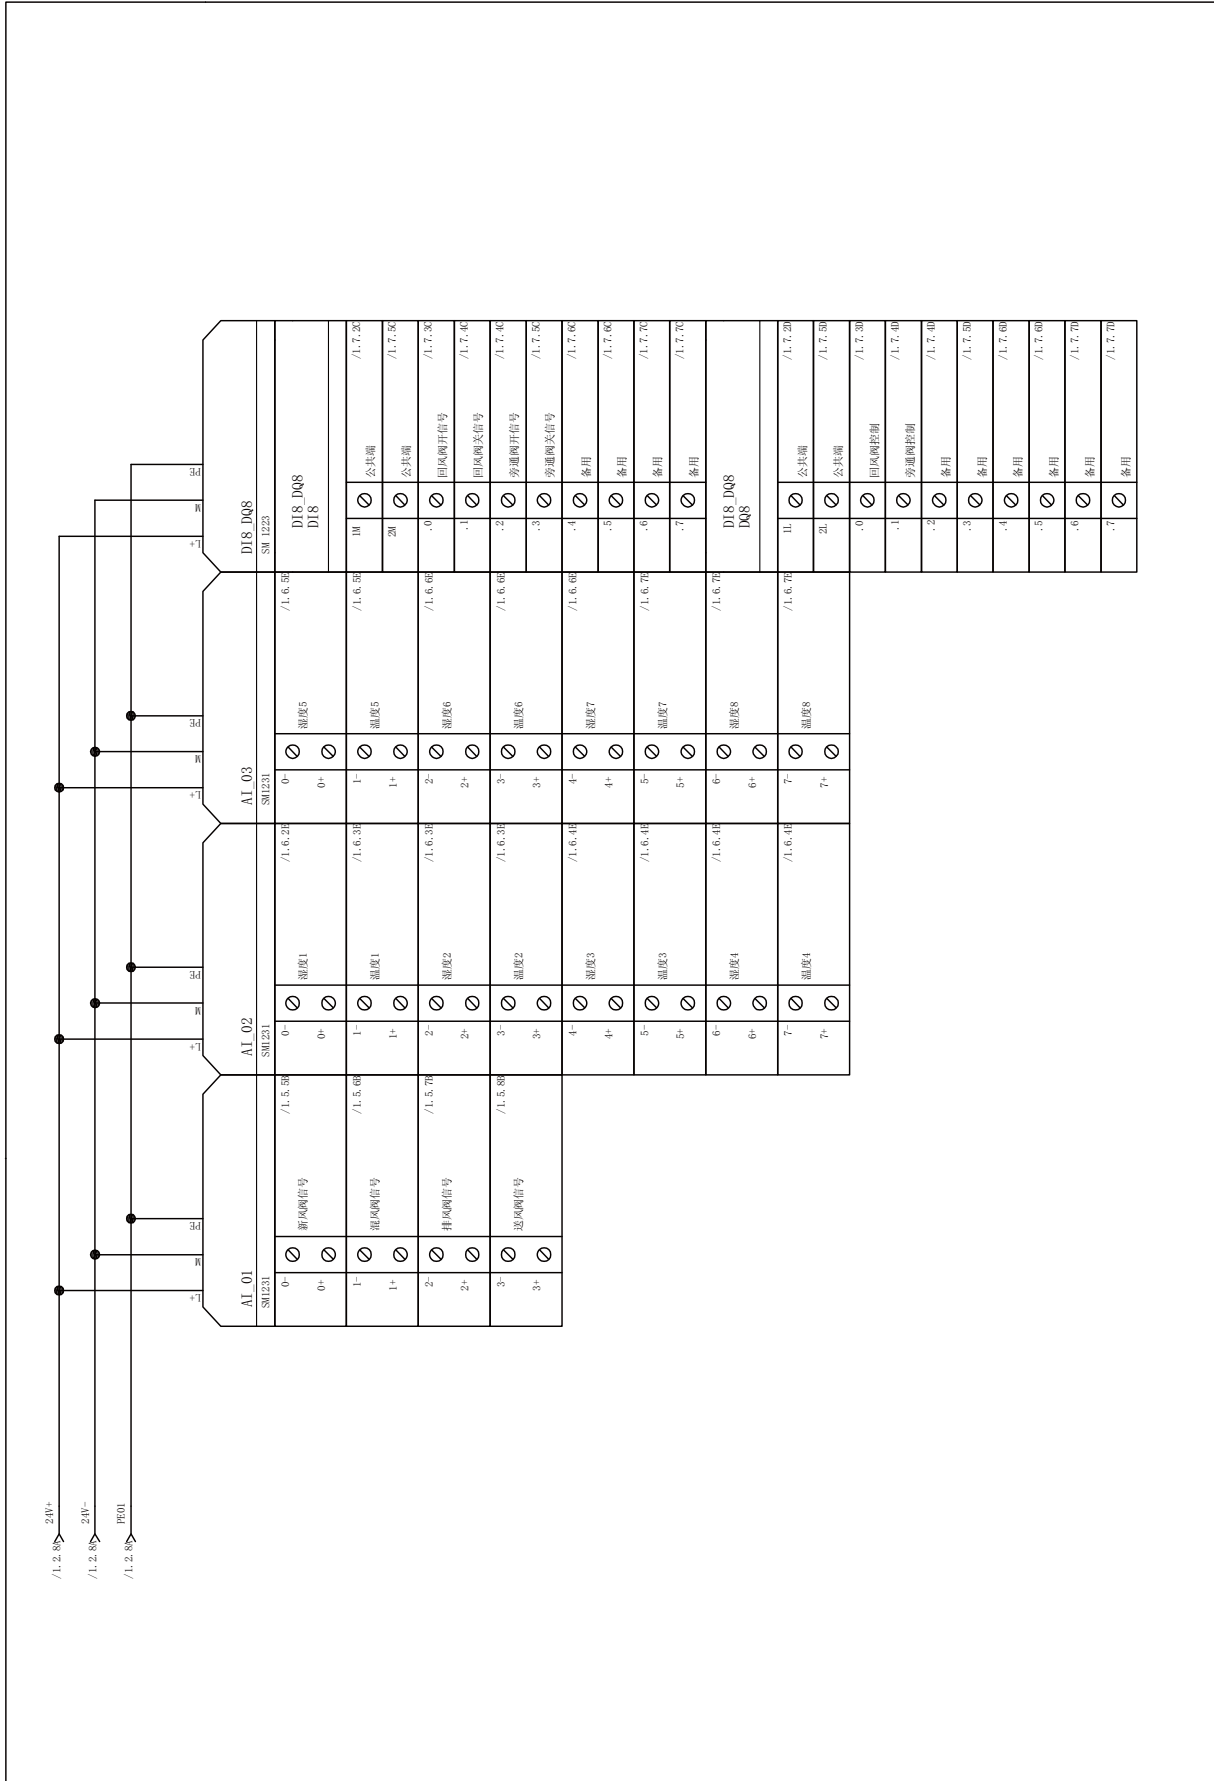 24V+
/1.2.8A
24V-
/1.2.8A
PE01
/1.2.8A
L+
M
PE
AI_01
SM1231
0-
0+
新风阀信号
/1.5.5B
1-
1+
混风阀信号
/1.5.6B
2-
2+
排风阀信号
/1.5.7B
3-
3+
送风阀信号
/1.5.8B
L+
M
PE
AI_02
SM1231
0-
0+
湿度1
/1.6.2E
1-
1+
温度1
/1.6.3E
2-
2+
湿度2
/1.6.3E
3-
3+
温度2
/1.6.3E
4-
4+
湿度3
/1.6.4E
5-
5+
温度3
/1.6.4E
6-
6+
湿度4
/1.6.4E
7-
7+
温度4
/1.6.4E
L+
M
PE
AI_03
SM1231
0-
0+
湿度5
/1.6.5E
1-
1+
温度5
/1.6.5E
2-
2+
湿度6
/1.6.6E
3-
3+
温度6
/1.6.6E
4-
4+
湿度7
/1.6.6E
5-
5+
温度7
/1.6.7E
6-
6+
湿度8
/1.6.7E
7-
7+
温度8
/1.6.7E
L+
M
PE
DI8_DQ8
SM 1223
DI8_DQ8
DI8
1M 公共端 /1.7.2C
2M 公共端 /1.7.5C
.0 回风阀开信号 /1.7.3C
.1 回风阀关信号 /1.7.4C
.2 旁通阀开信号 /1.7.4C
.3 旁通阀关信号 /1.7.5C
.4 备用 /1.7.6C
.5 备用 /1.7.6C
.6 备用 /1.7.7C
.7 备用 /1.7.7C
DI8_DQ8
DQ8
1L 公共端 /1.7.2D
2L 公共端 /1.7.5D
.0 回风阀控制 /1.7.3D
.1 旁通阀控制 /1.7.4D
.2 备用 /1.7.4D
.3 备用 /1.7.5D
.4 备用 /1.7.6D
.5 备用 /1.7.6D
.6 备用 /1.7.7D
.7 备用 /1.7.7D